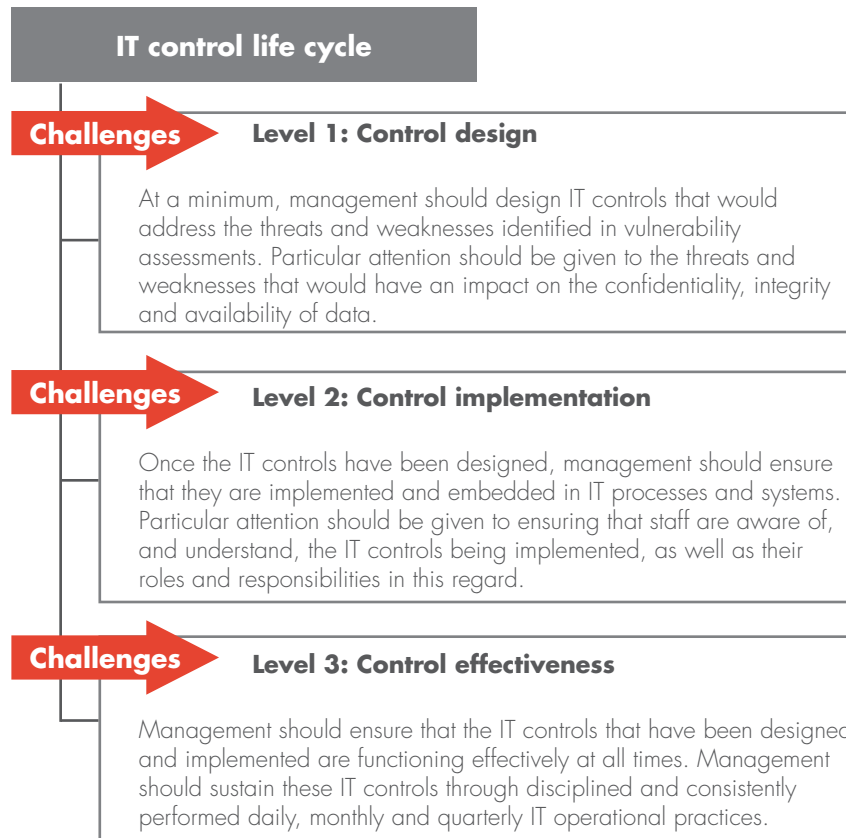 IT control life cycle
Challenges
Level 1: Control design
At a minimum, management should design IT controls that would
address the threats and weaknesses identified in vulnerability
assessments. Particular attention should be given to the threats and
weaknesses that would have an impact on the confidentiality, integrity
and availability of data.
Challenges
Level 2: Control implementation
Once the IT controls have been designed, management should ensure
that they are implemented and embedded in IT processes and systems.
Particular attention should be given to ensuring that staff are aware of,
and understand, the IT controls being implemented, as well as their
roles and responsibilities in this regard.
Challenges
Level 3: Control effectiveness
Management should ensure that the IT controls that have been designed
and implemented are functioning effectively at all times. Management
should sustain these IT controls through disciplined and consistently
performed daily, monthly and quarterly IT operational practices.